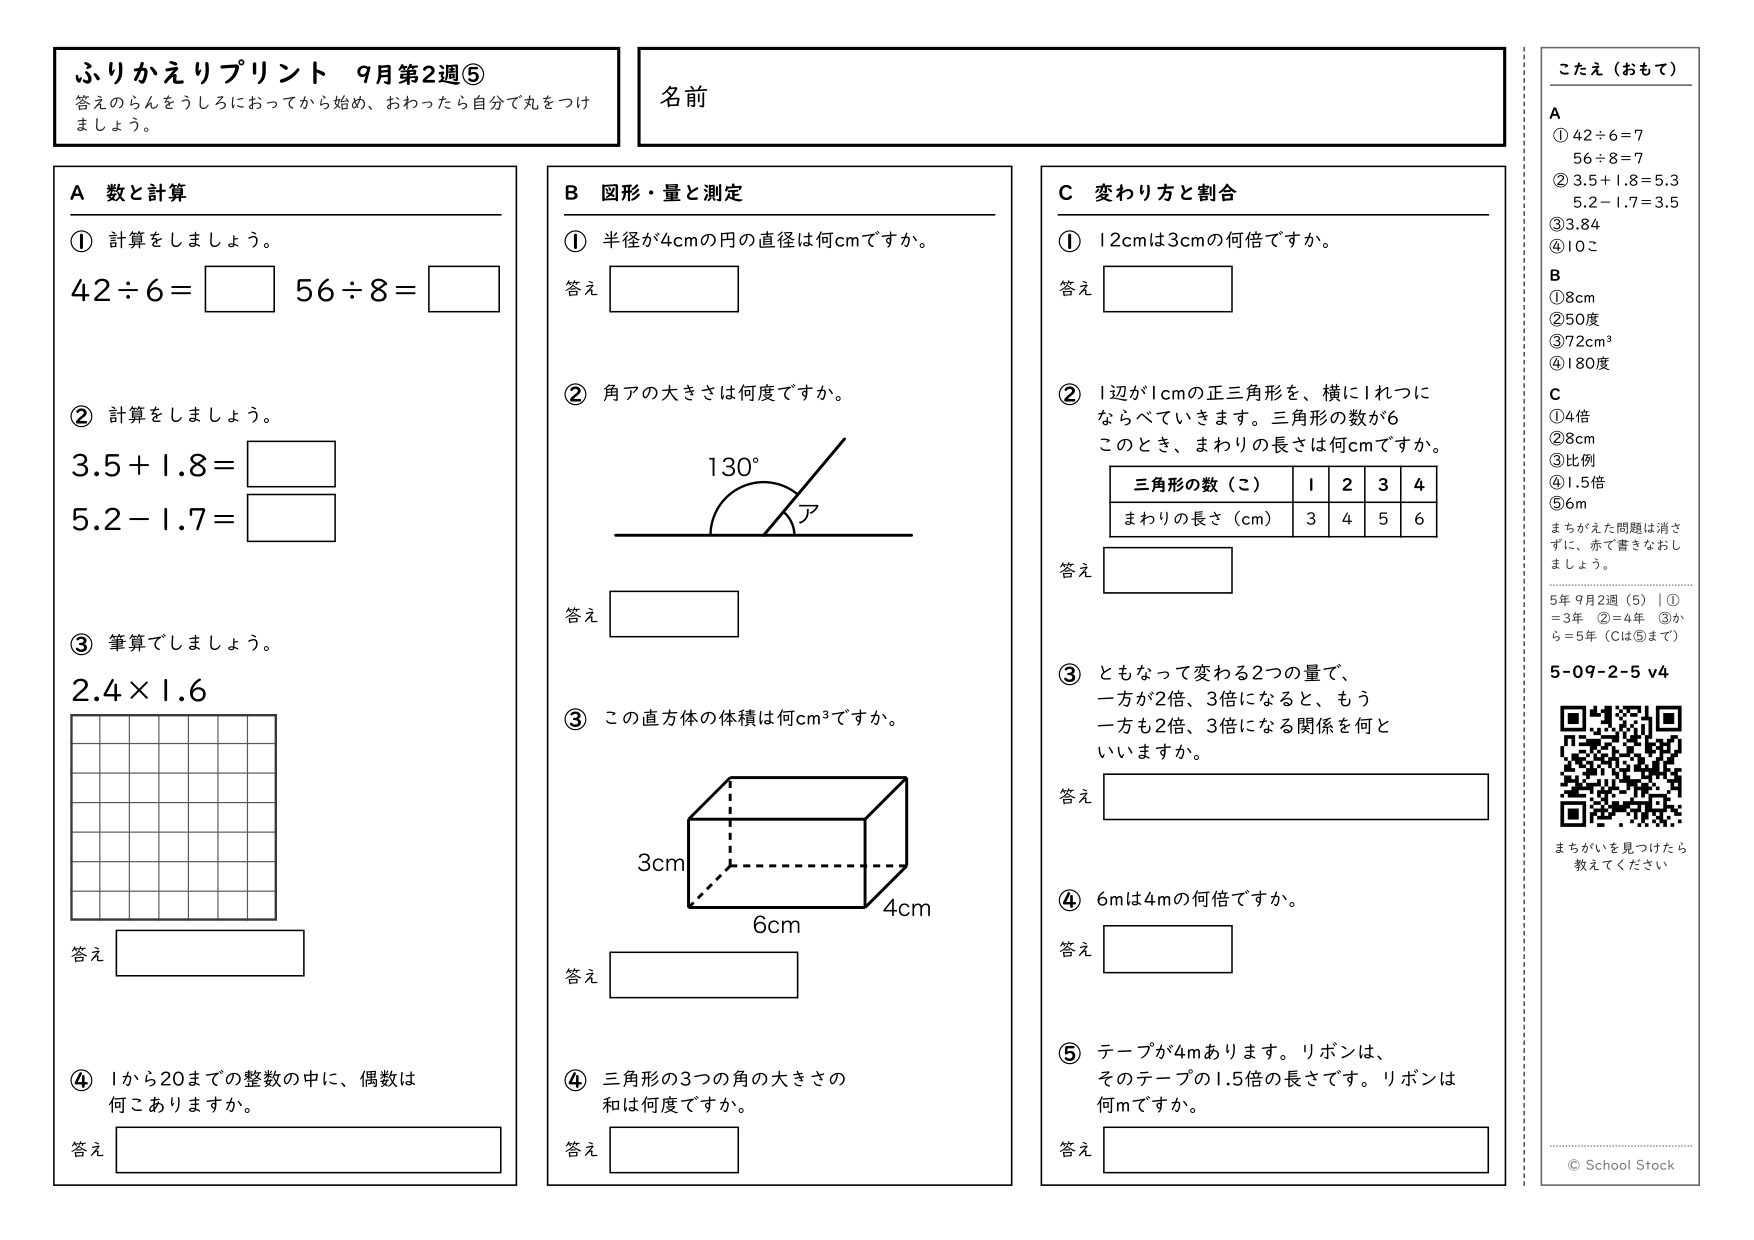 ふりかえりプリント　9月第2週⑤
答えのらんをうしろにおってから始め、おわったら自分で丸をつけ
ましょう。
名前
A　数と計算
① 計算をしましょう。
42÷6＝
56÷8＝
② 計算をしましょう。
3.5＋1.8＝
5.2－1.7＝
③ 筆算でしましょう。
2.4×1.6
答え
④ 1から20までの整数の中に、偶数は
何こありますか。
答え
B　図形・量と測定
① 半径が4cmの円の直径は何cmですか。
答え
② 角アの大きさは何度ですか。
130°
ア
答え
③ この直方体の体積は何cm³ですか。
3cm
4cm
6cm
答え
④ 三角形の3つの角の大きさの
和は何度ですか。
答え
C　変わり方と割合
① 12cmは3cmの何倍ですか。
答え
② 1辺が1cmの正三角形を、横に1れつに
ならべていきます。三角形の数が6
このとき、まわりの長さは何cmですか。
三角形の数（こ） 1 2 3 4
まわりの長さ（cm） 3 4 5 6
答え
③ ともなって変わる2つの量で、
一方が2倍、3倍になると、もう
一方も2倍、3倍になる関係を何と
いいますか。
答え
④ 6mは4mの何倍ですか。
答え
⑤ テープが4mあります。リボンは、
そのテープの1.5倍の長さです。リボンは
何mですか。
答え
こたえ（おもて）
A
① 42÷6＝7
56÷8＝7
② 3.5＋1.8＝5.3
5.2－1.7＝3.5
③3.84
④10こ
B
①8cm
②50度
③72cm³
④180度
C
①4倍
②8cm
③比例
④1.5倍
⑤6m
まちがえた問題は消さ
ずに、赤で書きなおし
ましょう。
5年 9月2週（5）｜①
＝3年　②＝4年　③か
ら＝5年（Cは⑤まで）
5-09-2-5 v4
まちがいを見つけたら
教えてください
© School Stock